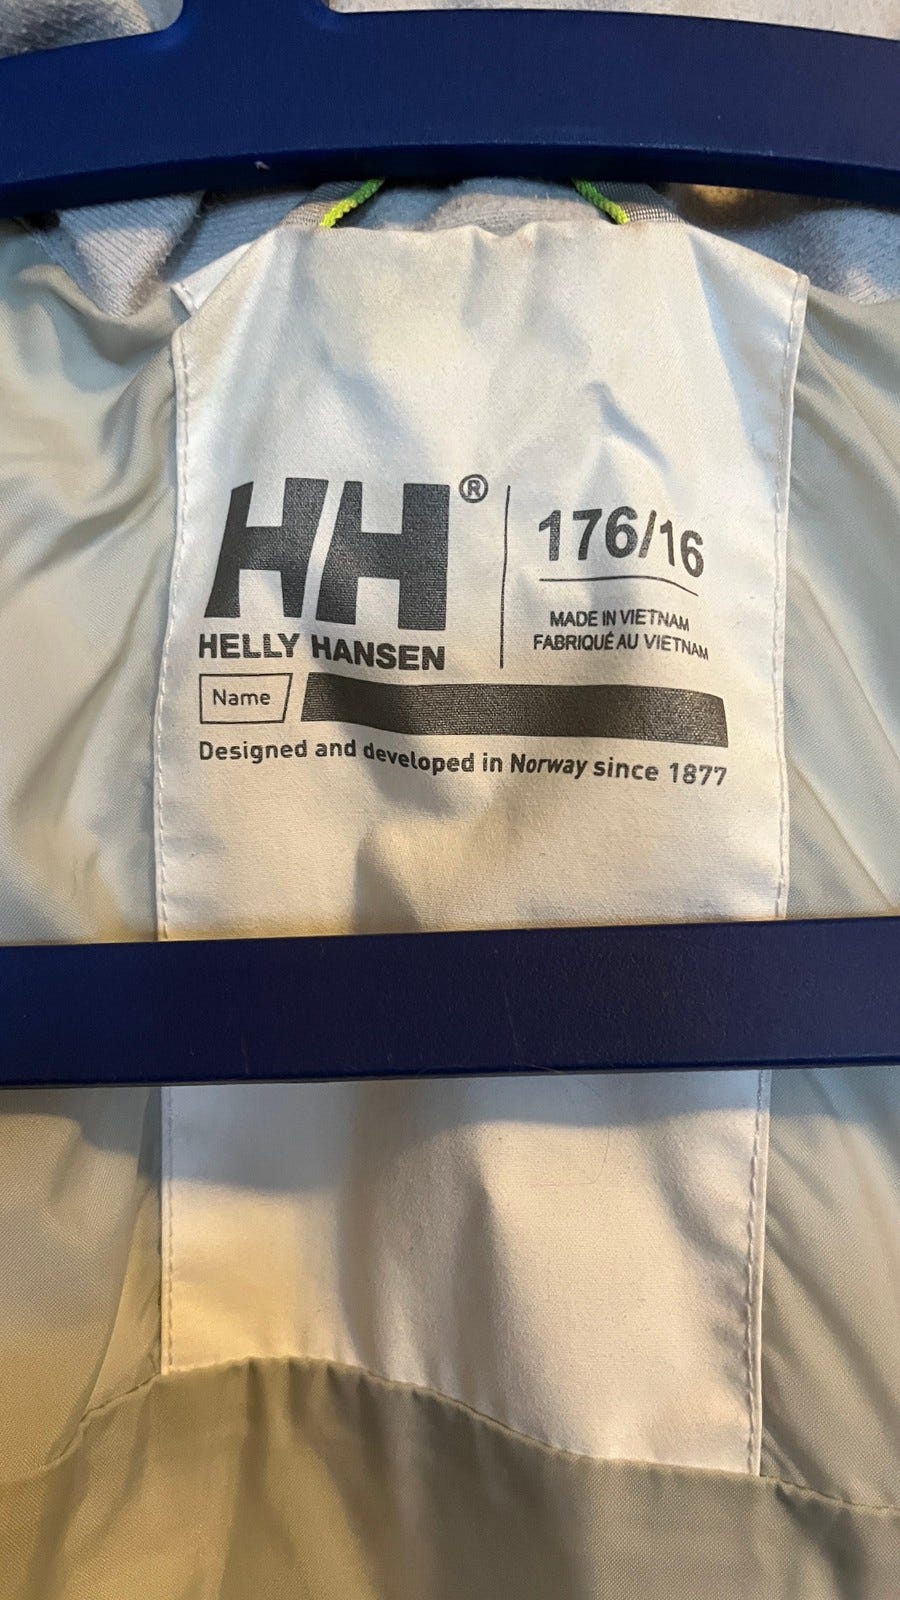 HH®
HELLY HANSEN
176/16
MADE IN VIETNAM
FABRIQUÉ AU VIETNAM
Name
Designed and developed in Norway since 1877